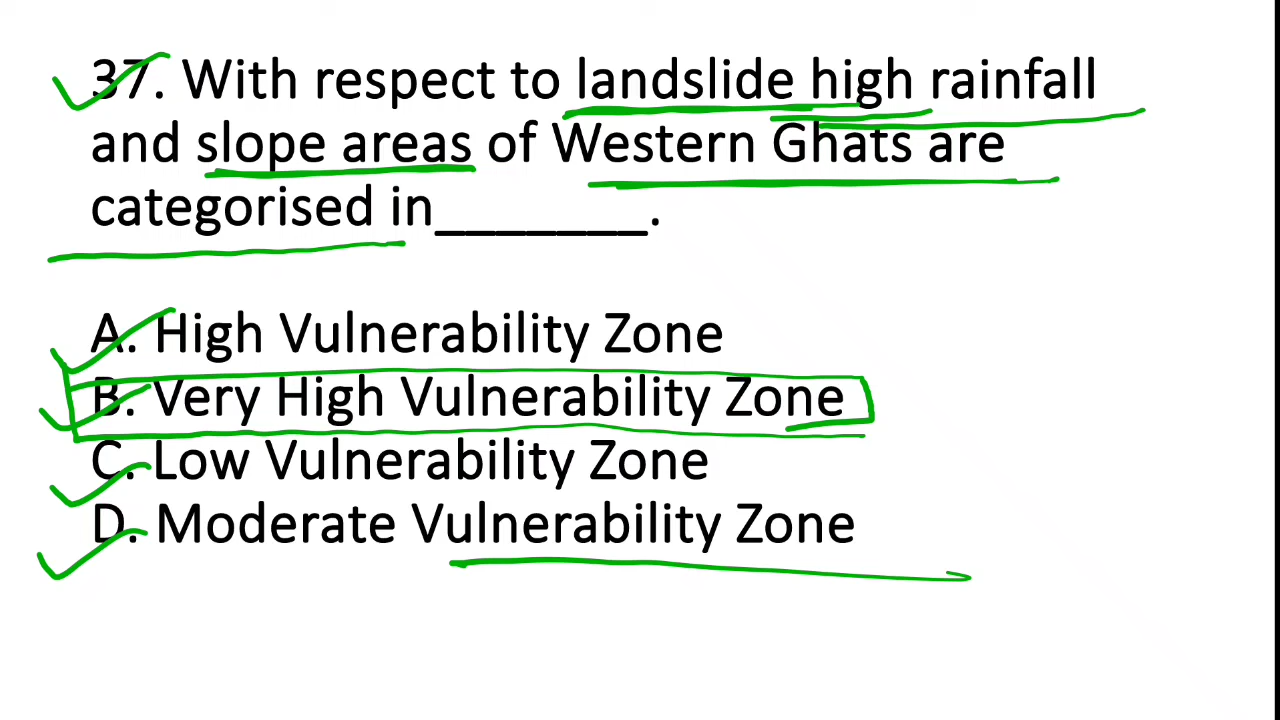 37. With respect to landslide high rainfall
and slope areas of Western Ghats are
categorised in________.
A. High Vulnerability Zone
B. Very High Vulnerability Zone
C. Low Vulnerability Zone
D. Moderate Vulnerability Zone